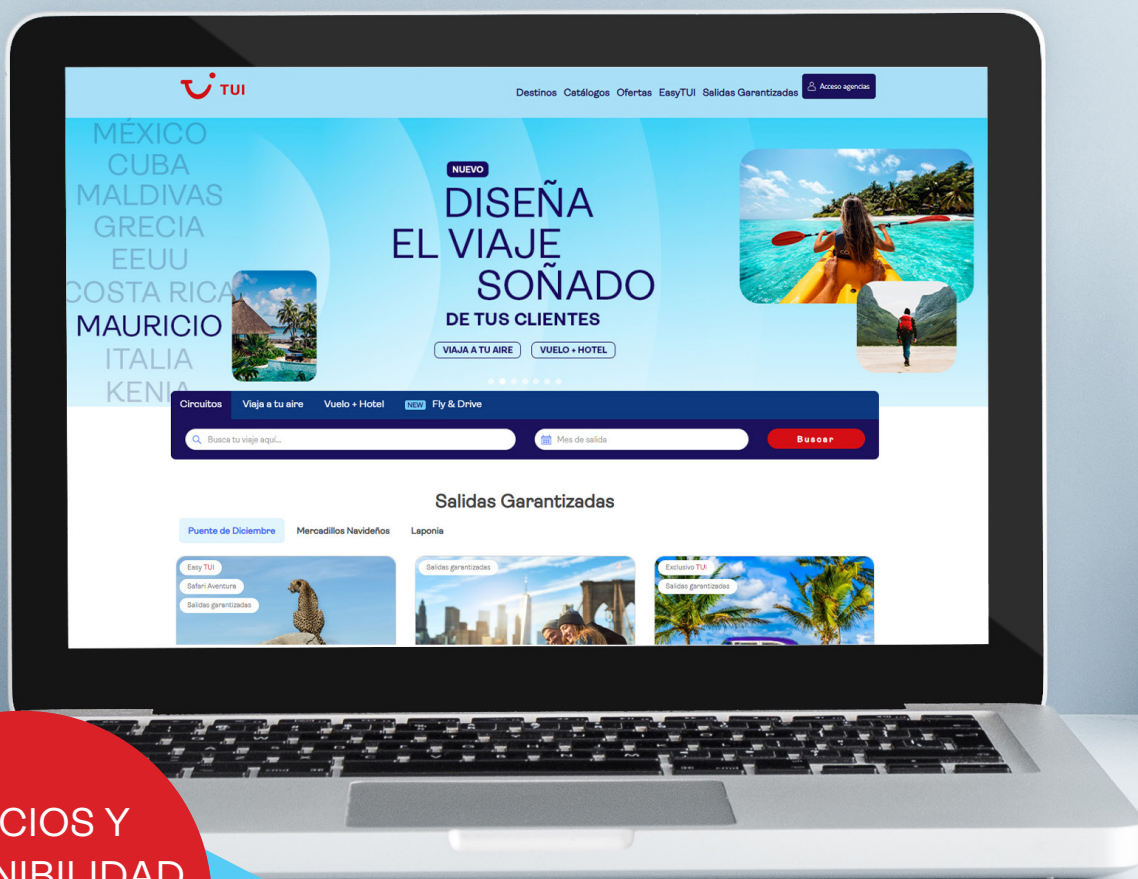 TUI
Destinos Catálogos Ofertas EasyTUI Salidas Garantizadas Acceso agencias
MÉXICO
CUBA
MALDIVAS
GRECIA
EEUU
COSTA RICA
MAURICIO
ITALIA
KENIA
NUEVO
DISEÑA
EL VIAJE
SOÑADO
DE TUS CLIENTES
VIAJA A TU AIRE VUELO + HOTEL
Circuitos Viaja a tu aire Vuelo + Hotel NEW Fly & Drive
Busca tu viaje aquí... Mes de salida Buscar
Salidas Garantizadas
Puente de Diciembre Mercadillos Navideños Laponia
Easy TUI
Safari Aventura
Salidas garantizadas
Salidas garantizadas
Exclusivo TUI
Salidas garantizadas
CIOS Y
NIBILIDAD